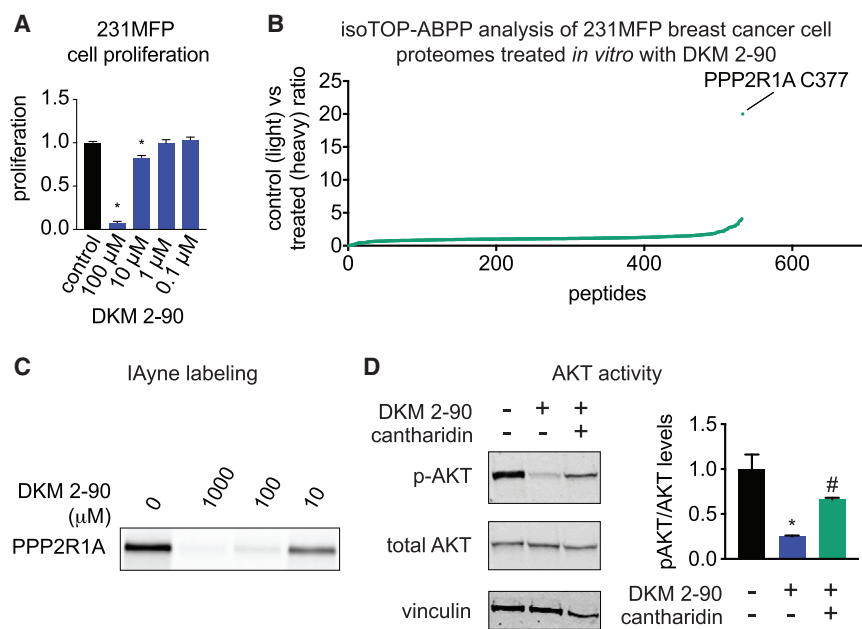 A
231MFP
cell proliferation
proliferation
1.5
1.0
0.5
0.0
*
*
control
100 µM
10 µM
1 µM
0.1 µM
DKM 2-90
B
isoTOP-ABPP analysis of 231MFP breast cancer cell
proteomes treated in vitro with DKM 2-90
control (light) vs
treated (heavy) ratio
25
20
15
10
5
0
PPP2R1A C377
0
200
400
600
peptides
C
IAyne labeling
DKM 2-90
(µM)
0
1000
100
10
PPP2R1A
D
AKT activity
DKM 2-90 - + +
cantharidin - - +
p-AKT
total AKT
vinculin
pAKT/AKT levels
1.5
1.0
0.5
0.0
*
#
DKM 2-90 - + +
cantharidin - - +